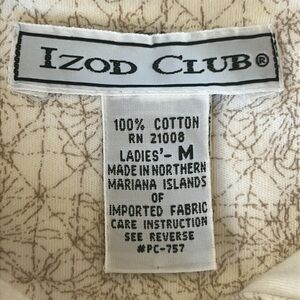 IZOD CLUB®
100% COTTON
RN 21008
LADIES'- M
MADE IN NORTHERN
MARIANA ISLANDS
OF
IMPORTED FABRIC
CARE INSTRUCTION
SEE REVERSE
#PC-757